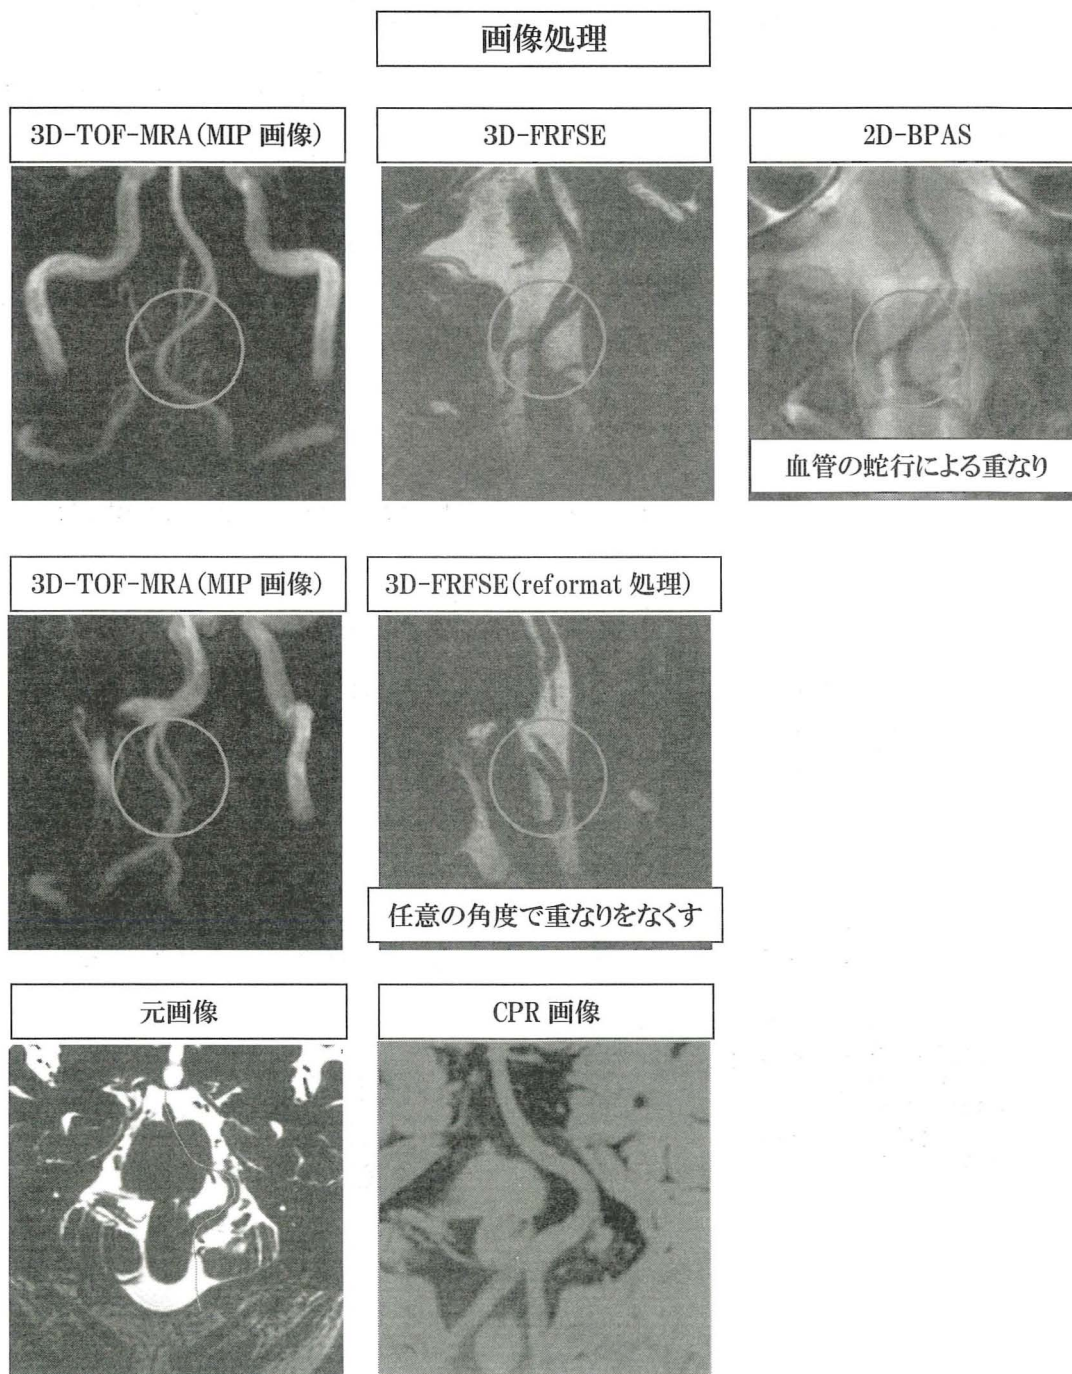 画像処理
3D-TOF-MRA(MIP 画像)
3D-FRFSE
2D-BPAS
血管の蛇行による重なり
3D-TOF-MRA(MIP 画像)
3D-FRFSE(reformat 処理)
任意の角度で重なりをなくす
元画像
CPR 画像